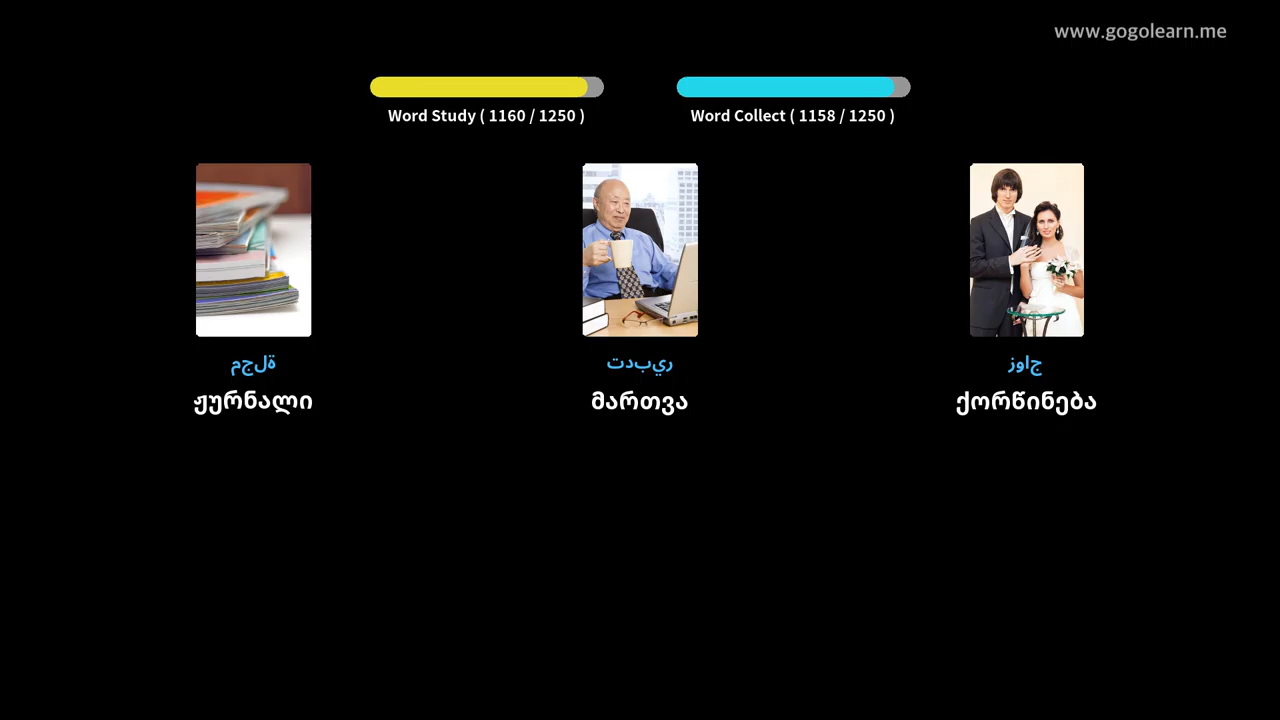 www.gogolearn.me
Word Study ( 1160 / 1250 )
Word Collect ( 1158 / 1250 )
مجلة
تدبير
زواج
ჟურნალი
მართვა
ქორწინება